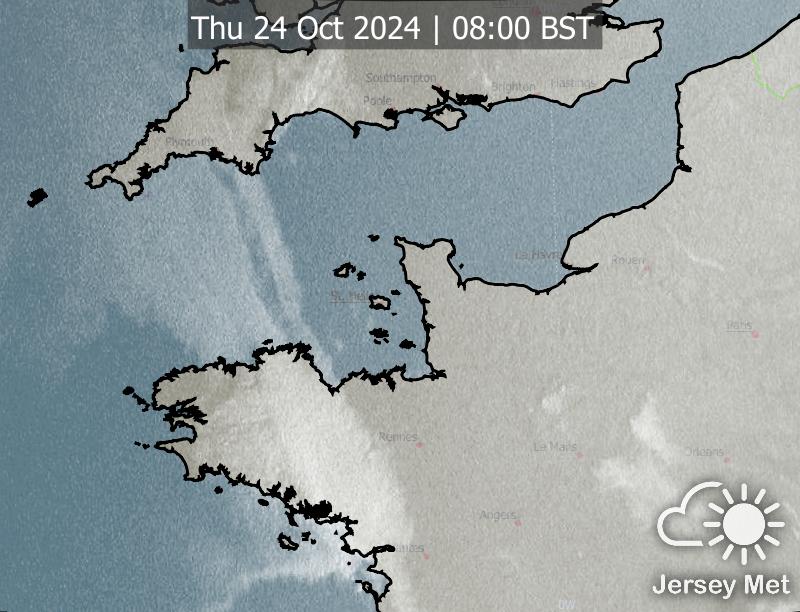 Thu 24 Oct 2024 | 08:00 BST
Southampton
Brighton
Hastings
Poole
Plymouth
Le Havre
Rouen
St. Helier
Paris
Rennes
Le Mans
Orleans
Angers
Jersey Met